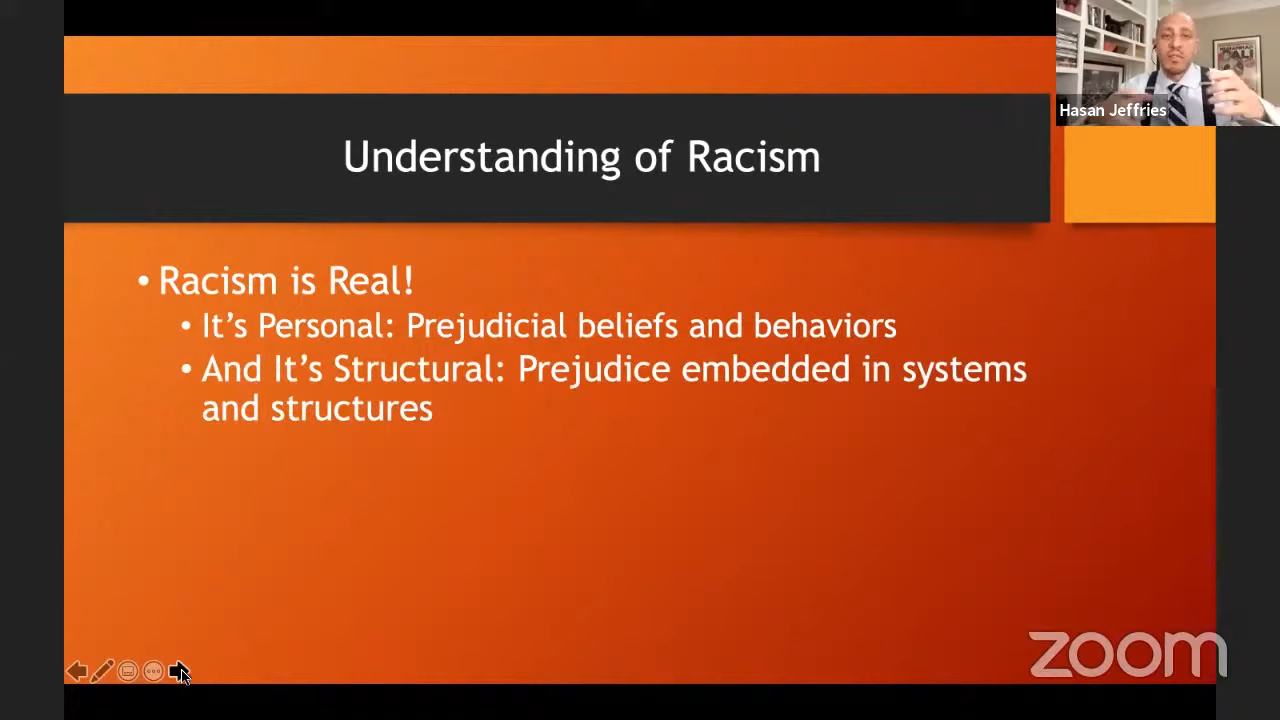 Hasan Jeffries
Understanding of Racism
• Racism is Real!
• It's Personal: Prejudicial beliefs and behaviors
• And It's Structural: Prejudice embedded in systems
and structures
zoom